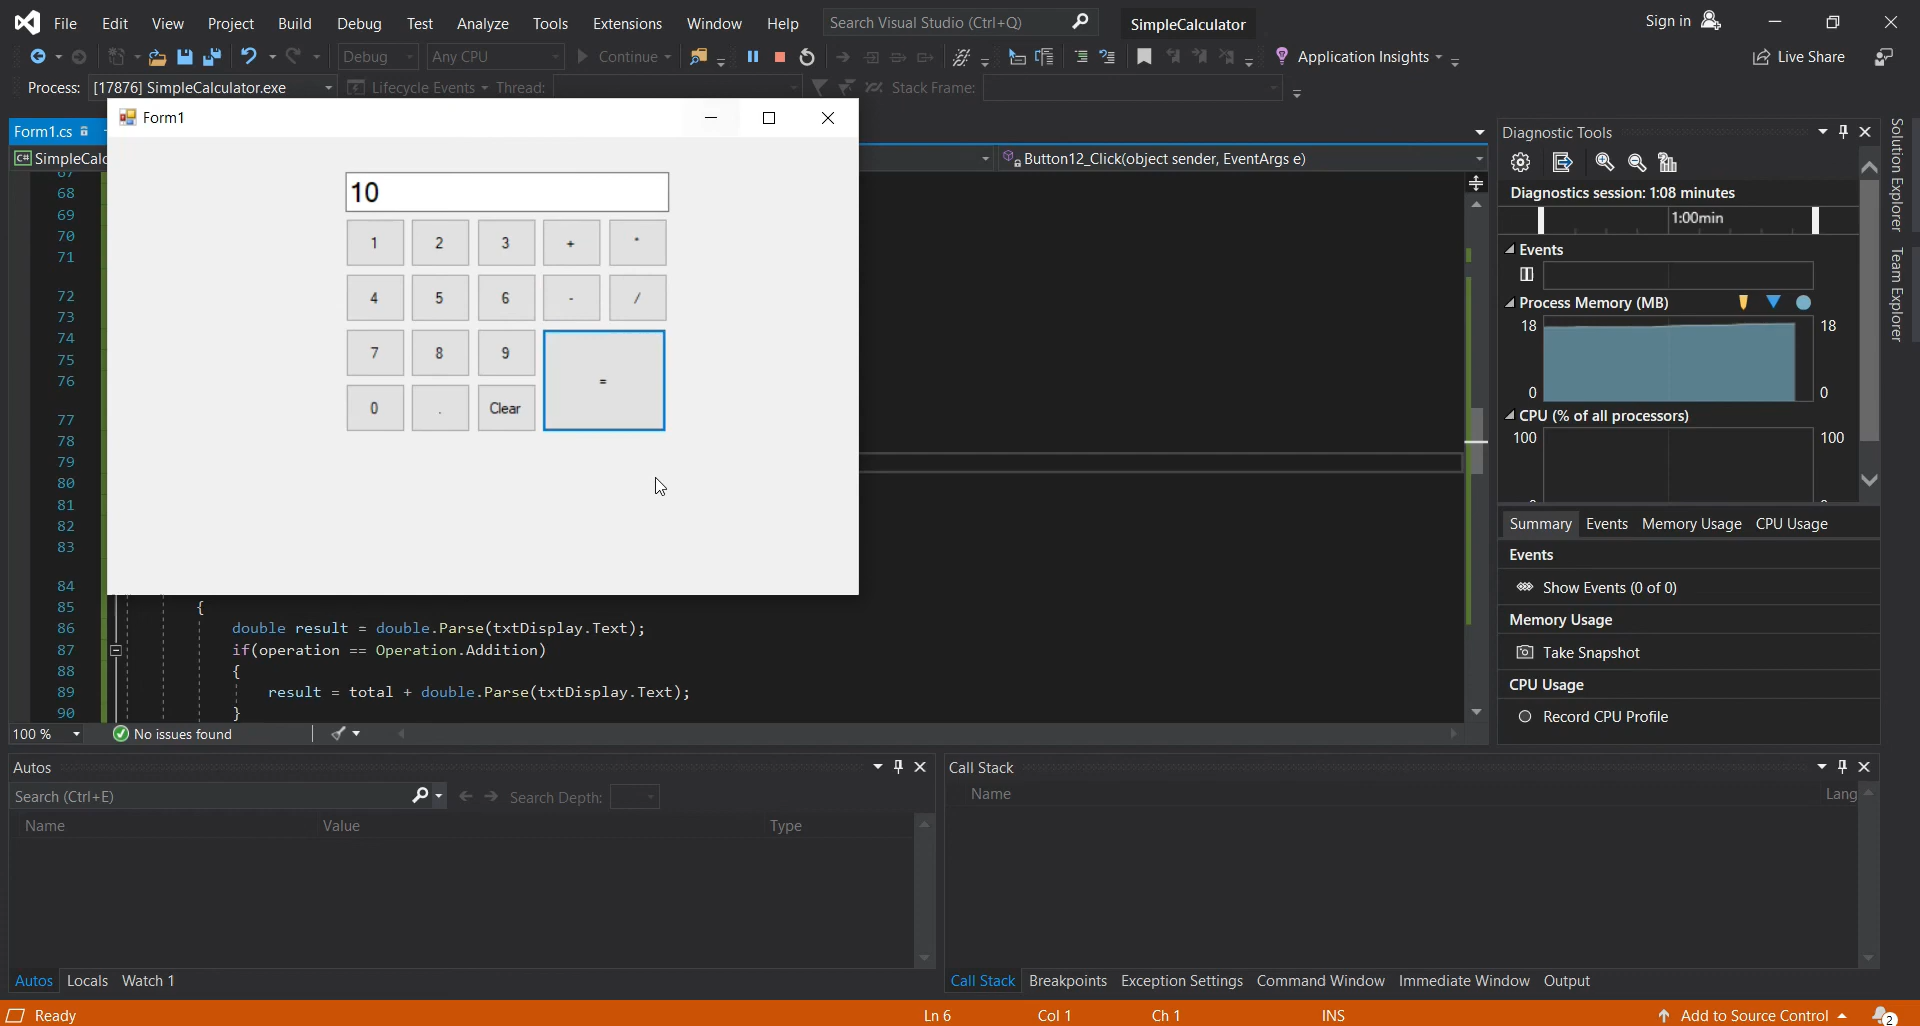 File Edit View Project Build Debug Test Analyze Tools Extensions Window Help Search Visual Studio (Ctrl+Q) SimpleCalculator Sign in
Debug Any CPU Continue Application Insights Live Share
Process: [17876] SimpleCalculator.exe Lifecycle Events Thread: Stack Frame:
Form1
10
1 2 3 + *
4 5 6 - /
7 8 9 =
0 . Clear
Form1.cs
C# SimpleCalc
Button12_Click(object sender, EventArgs e)
67
68
69
70
71
72
73
74
75
76
77
78
79
80
81
82
83
84
85 {
86 double result = double.Parse(txtDisplay.Text);
87 if(operation == Operation.Addition)
88 {
89 result = total + double.Parse(txtDisplay.Text);
90 }
100 % No issues found
Diagnostic Tools
Diagnostics session: 1:08 minutes
1:00min
Events
Process Memory (MB)
18 18
0 0
CPU (% of all processors)
100 100
Summary Events Memory Usage CPU Usage
Events
Show Events (0 of 0)
Memory Usage
Take Snapshot
CPU Usage
Record CPU Profile
Solution Explorer
Team Explorer
Autos
Search (Ctrl+E) Search Depth:
Name Value Type
Autos Locals Watch 1
Call Stack
Name Lang
Call Stack Breakpoints Exception Settings Command Window Immediate Window Output
Ready Ln 6 Col 1 Ch 1 INS Add to Source Control 2